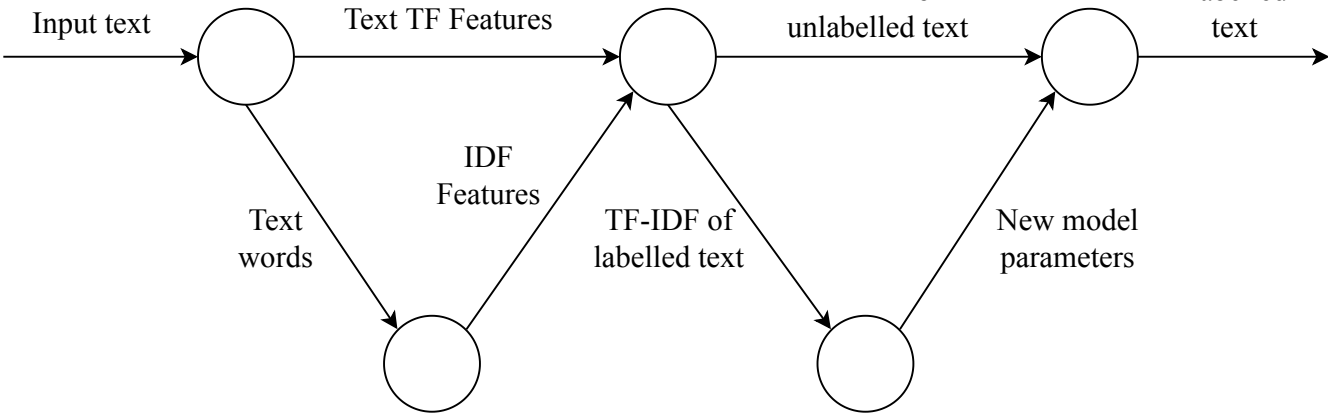 Input text
Text TF Features
unlabelled text
text
IDF
Features
Text
words
TF-IDF of
labelled text
New model
parameters